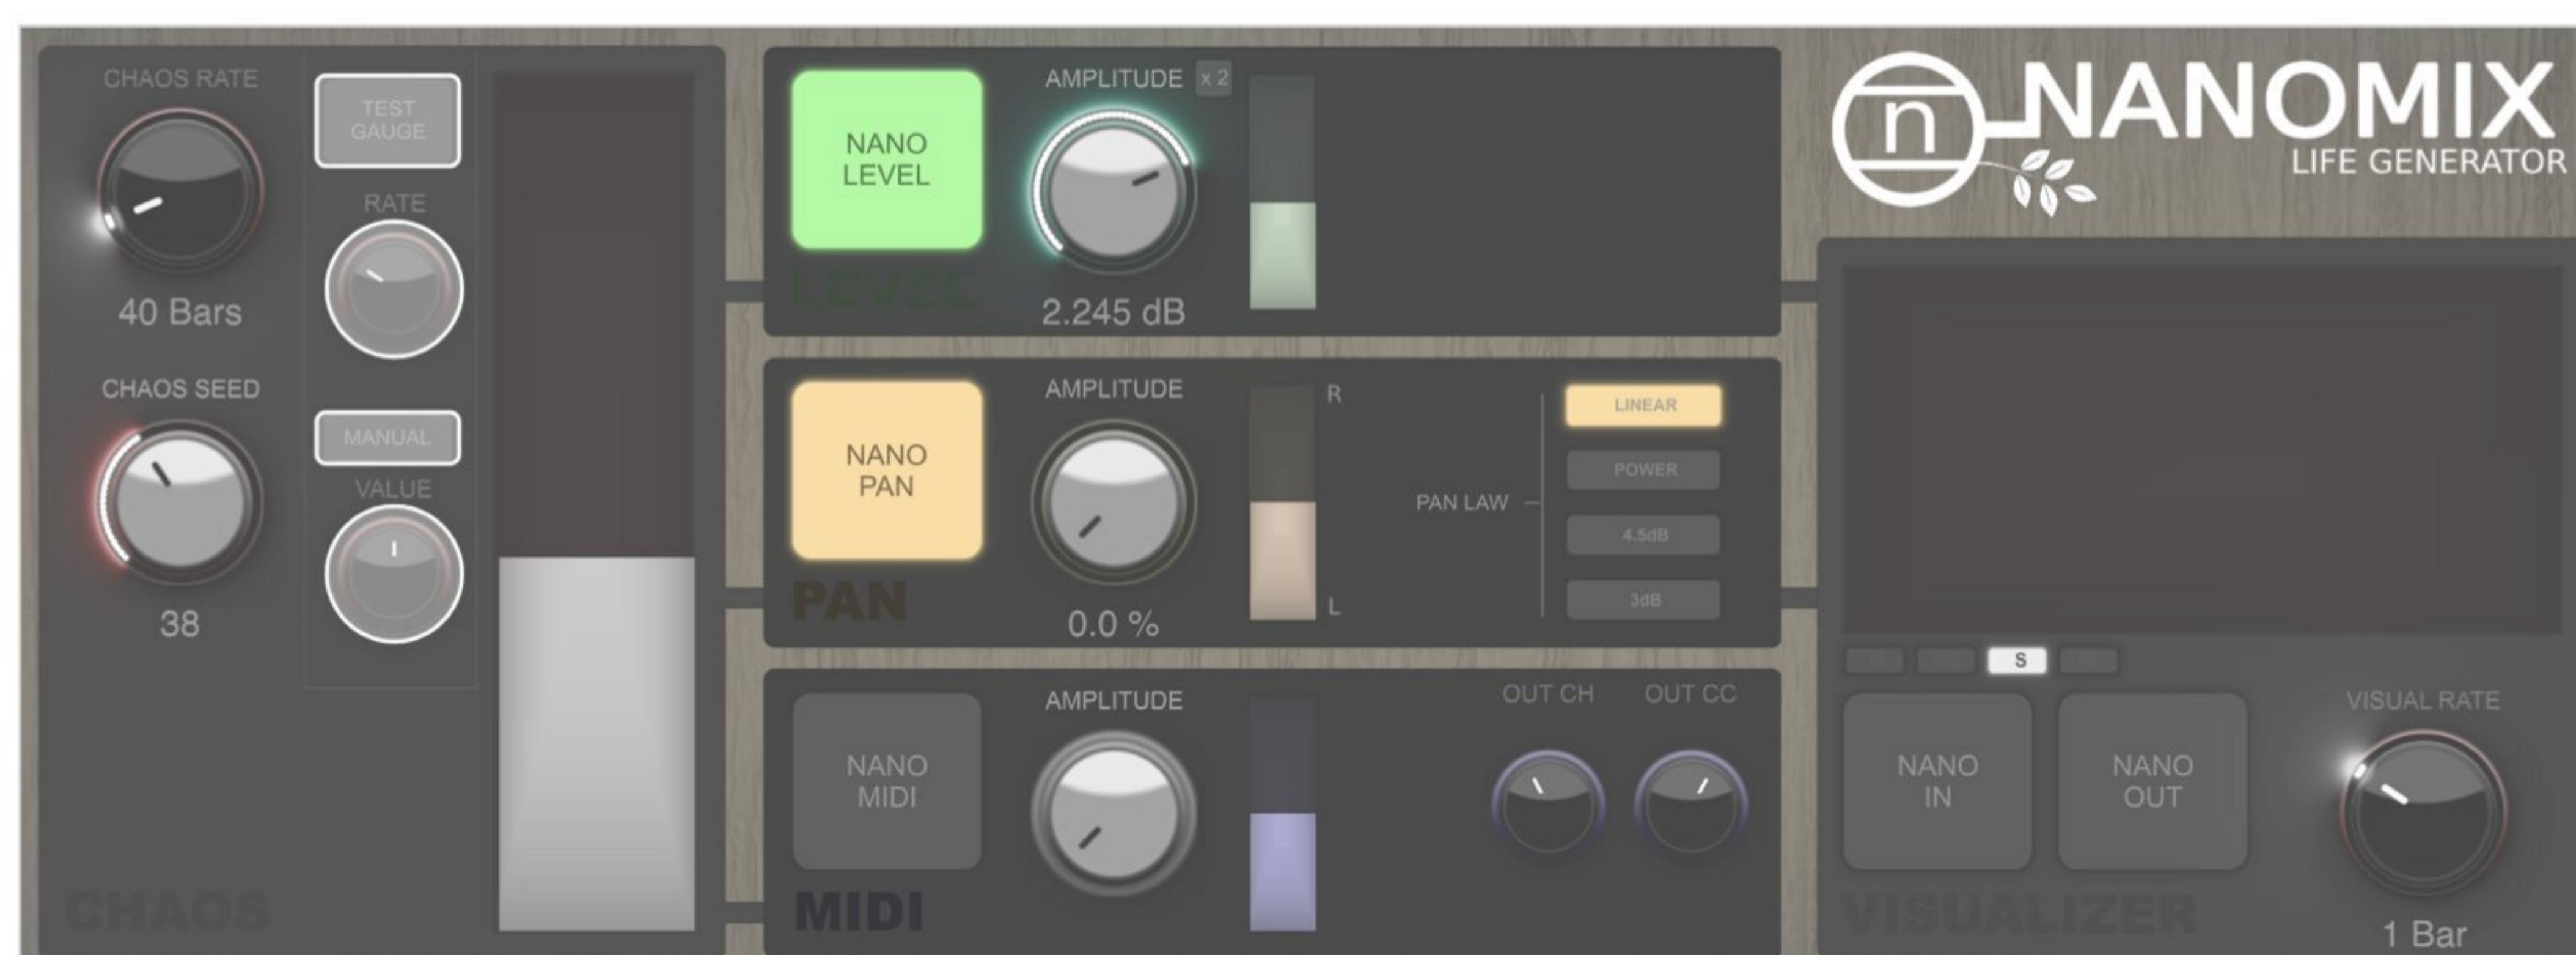 CHAOS RATE
40 Bars
CHAOS SEED
38
CHAOS
TEST
GAUGE
RATE
MANUAL
VALUE
NANO
LEVEL
LEVEL
AMPLITUDE x 2
2.245 dB
NANO
PAN
PAN
AMPLITUDE
0.0 %
R
L
PAN LAW
LINEAR
POWER
4.5dB
3dB
NANO
MIDI
MIDI
AMPLITUDE
OUT CH
OUT CC
n NANOMIX
LIFE GENERATOR
S
NANO
IN
NANO
OUT
VISUALIZER
VISUAL RATE
1 Bar